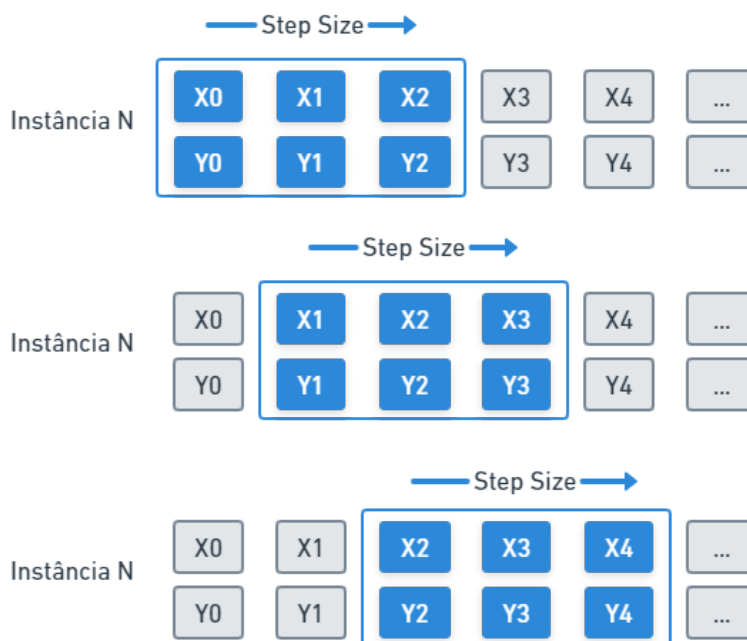 Step Size
X0 X1 X2 X3 X4 ...
Instância N
Y0 Y1 Y2 Y3 Y4 ...
Step Size
X0 X1 X2 X3 X4 ...
Instância N
Y0 Y1 Y2 Y3 Y4 ...
Step Size
X0 X1 X2 X3 X4 ...
Instância N
Y0 Y1 Y2 Y3 Y4 ...